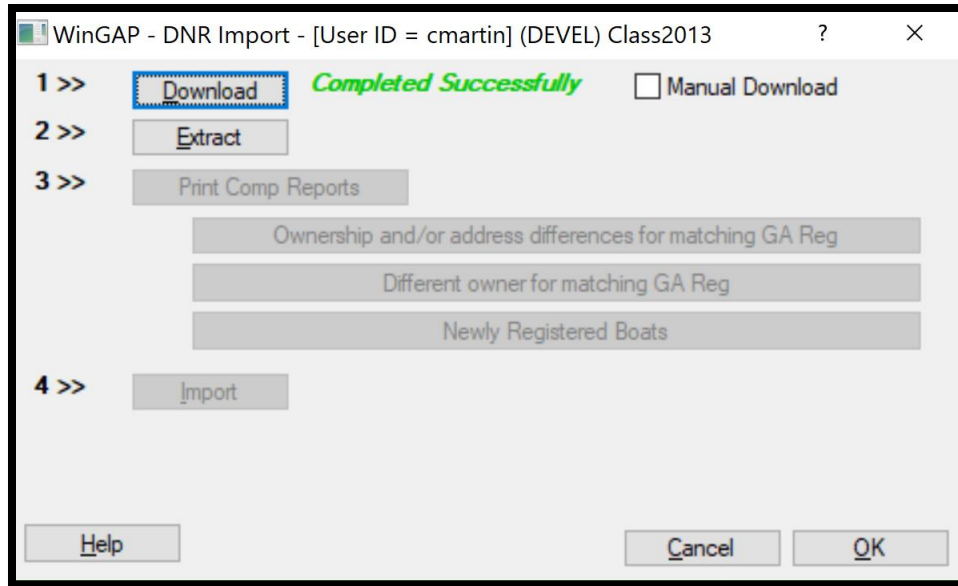 WinGAP - DNR Import - [User ID = cmartin] (DEVEL) Class2013 ?
1 >> Download Completed Successfully Manual Download
2 >> Extract
3 >> Print Comp Reports
Ownership and/or address differences for matching GA Reg
Different owner for matching GA Reg
Newly Registered Boats
4 >> Import
Help Cancel OK